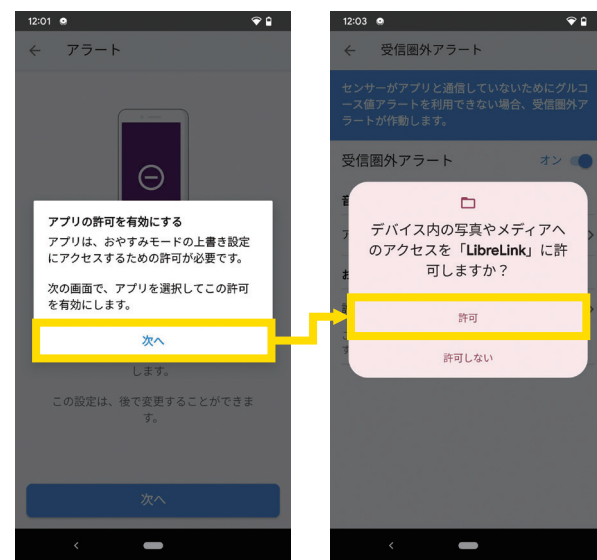 12:01
アラート
アプリの許可を有効にする
アプリは、おやすみモードの上書き設定
にアクセスするための許可が必要です。
次の画面で、アプリを選択してこの許可
を有効にします。
次へ
します。
この設定は、後で変更することができま
す。
次へ
12:03
受信圏外アラート
センサーがアプリと通信していないためにグルコ
ース値アラートを利用できない場合、受信圏外ア
ラートが作動します。
受信圏外アラート オン
デバイス内の写真やメディアへ
のアクセスを「LibreLink」に許
可しますか？
許可
許可しない